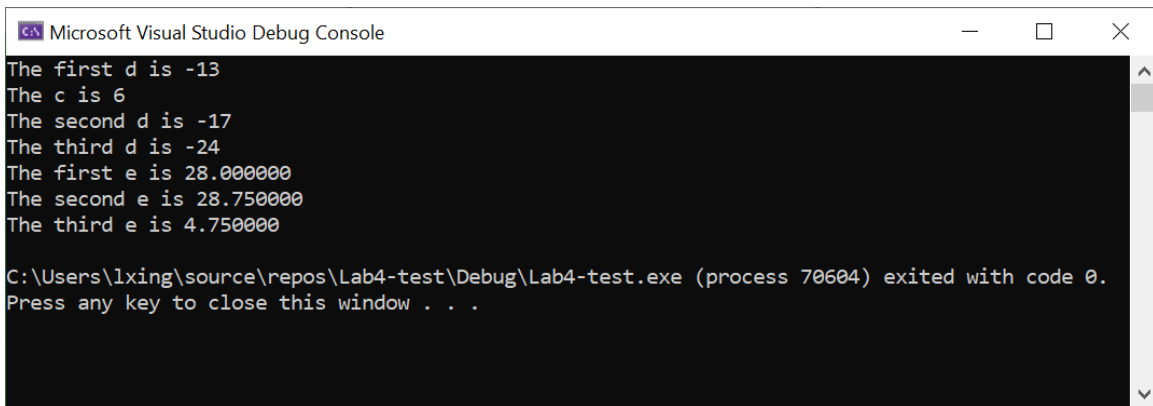 Microsoft Visual Studio Debug Console
The first d is -13
The c is 6
The second d is -17
The third d is -24
The first e is 28.000000
The second e is 28.750000
The third e is 4.750000
C:\Users\lxing\source\repos\Lab4-test\Debug\Lab4-test.exe (process 70604) exited with code 0.
Press any key to close this window . . .